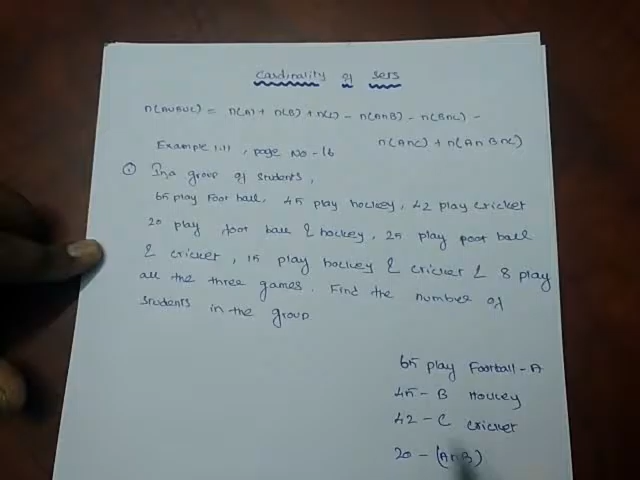 Cardinality of sets
n(AUBUC) = n(A) + n(B) + n(C) - n(A∩B) - n(B∩C) -
n(A∩C) + n(A∩B∩C)
Example 1.11, page No - 16
① In a group of students,
65 play Foot ball, 45 play hockey, 42 play cricket
20 play foot ball & hockey, 25 play foot ball
& cricket, 15 play hockey & cricket & 8 play
all the three games. Find the number of
students in the group
65 play Football - A
45 - B Hockey
42 - C cricket
20 - (A∩B)